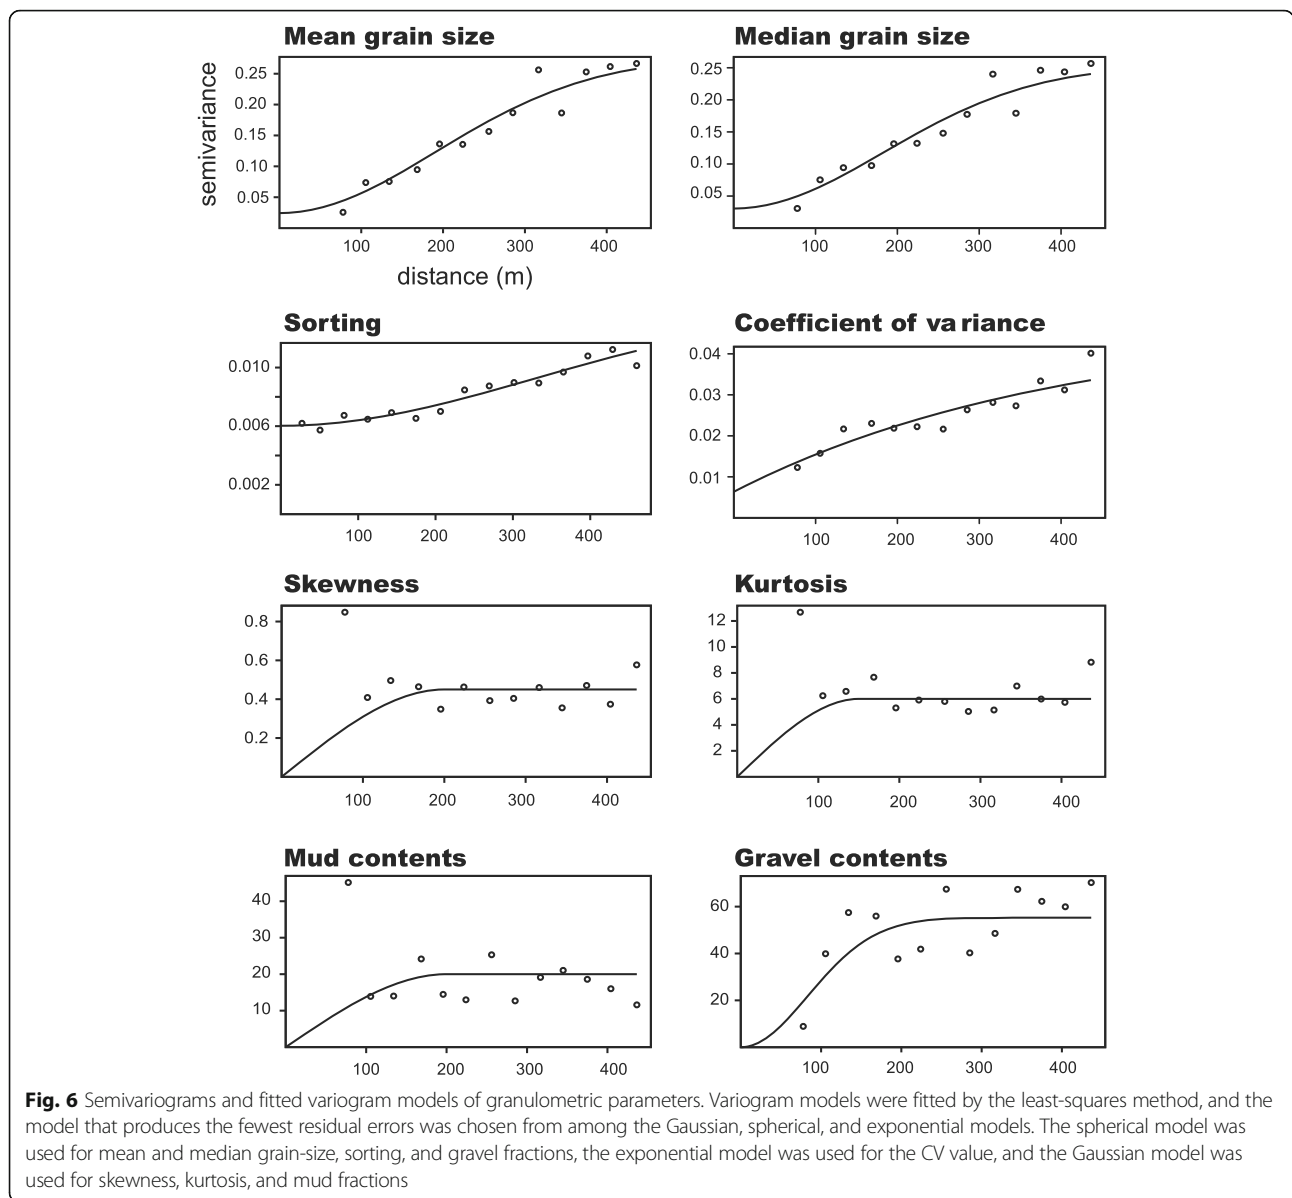 Mean grain size
Median grain size
semivariance
0.25
0.20
0.15
0.10
0.05
100 200 300 400
distance (m)
0.25
0.20
0.15
0.10
0.05
100 200 300 400
Sorting
Coefficient of variance
0.010
0.006
0.002
100 200 300 400
0.04
0.03
0.02
0.01
100 200 300 400
Skewness
Kurtosis
0.8
0.6
0.4
0.2
100 200 300 400
12
10
8
6
4
2
100 200 300 400
Mud contents
Gravel contents
40
30
20
10
100 200 300 400
60
40
20
100 200 300 400
Fig. 6 Semivariograms and fitted variogram models of granulometric parameters. Variogram models were fitted by the least-squares method, and the
model that produces the fewest residual errors was chosen from among the Gaussian, spherical, and exponential models. The spherical model was
used for mean and median grain-size, sorting, and gravel fractions, the exponential model was used for the CV value, and the Gaussian model was
used for skewness, kurtosis, and mud fractions